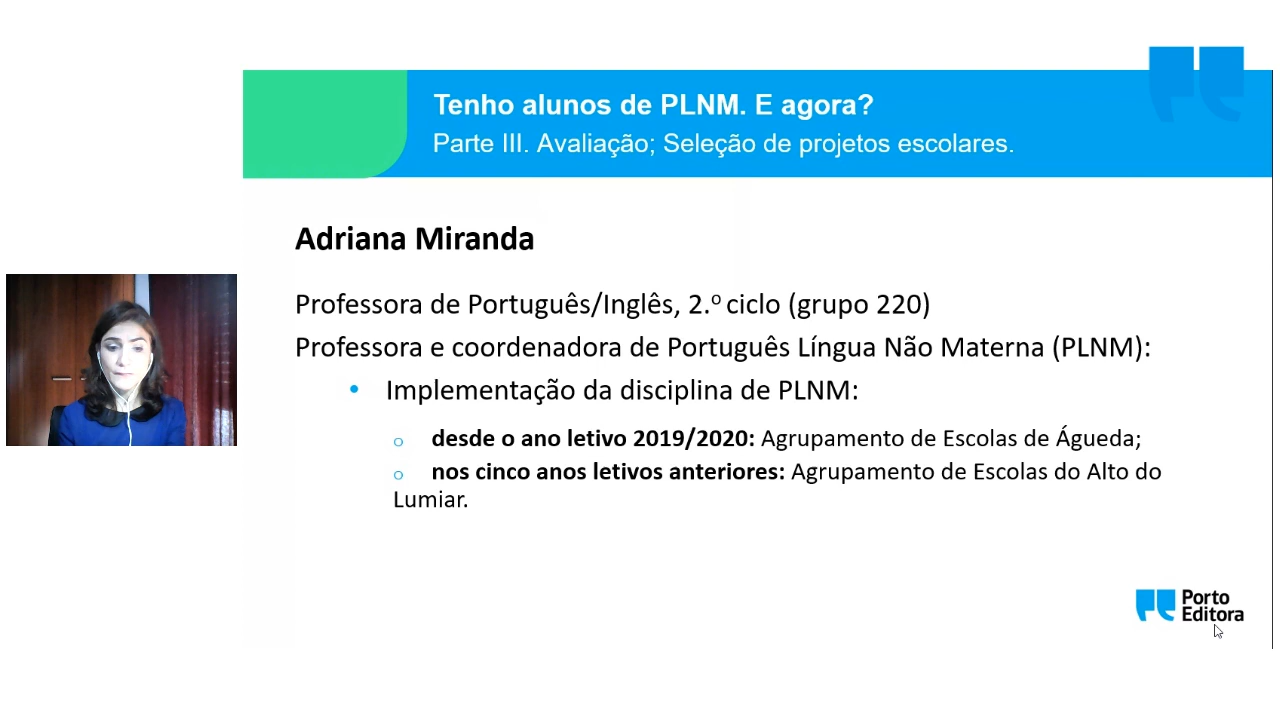 Tenho alunos de PLNM. E agora?
Parte III. Avaliação; Seleção de projetos escolares.
Adriana Miranda
Professora de Português/Inglês, 2.º ciclo (grupo 220)
Professora e coordenadora de Português Língua Não Materna (PLNM):
• Implementação da disciplina de PLNM:
o desde o ano letivo 2019/2020: Agrupamento de Escolas de Águeda;
o nos cinco anos letivos anteriores: Agrupamento de Escolas do Alto do
Lumiar.
Porto
Editora